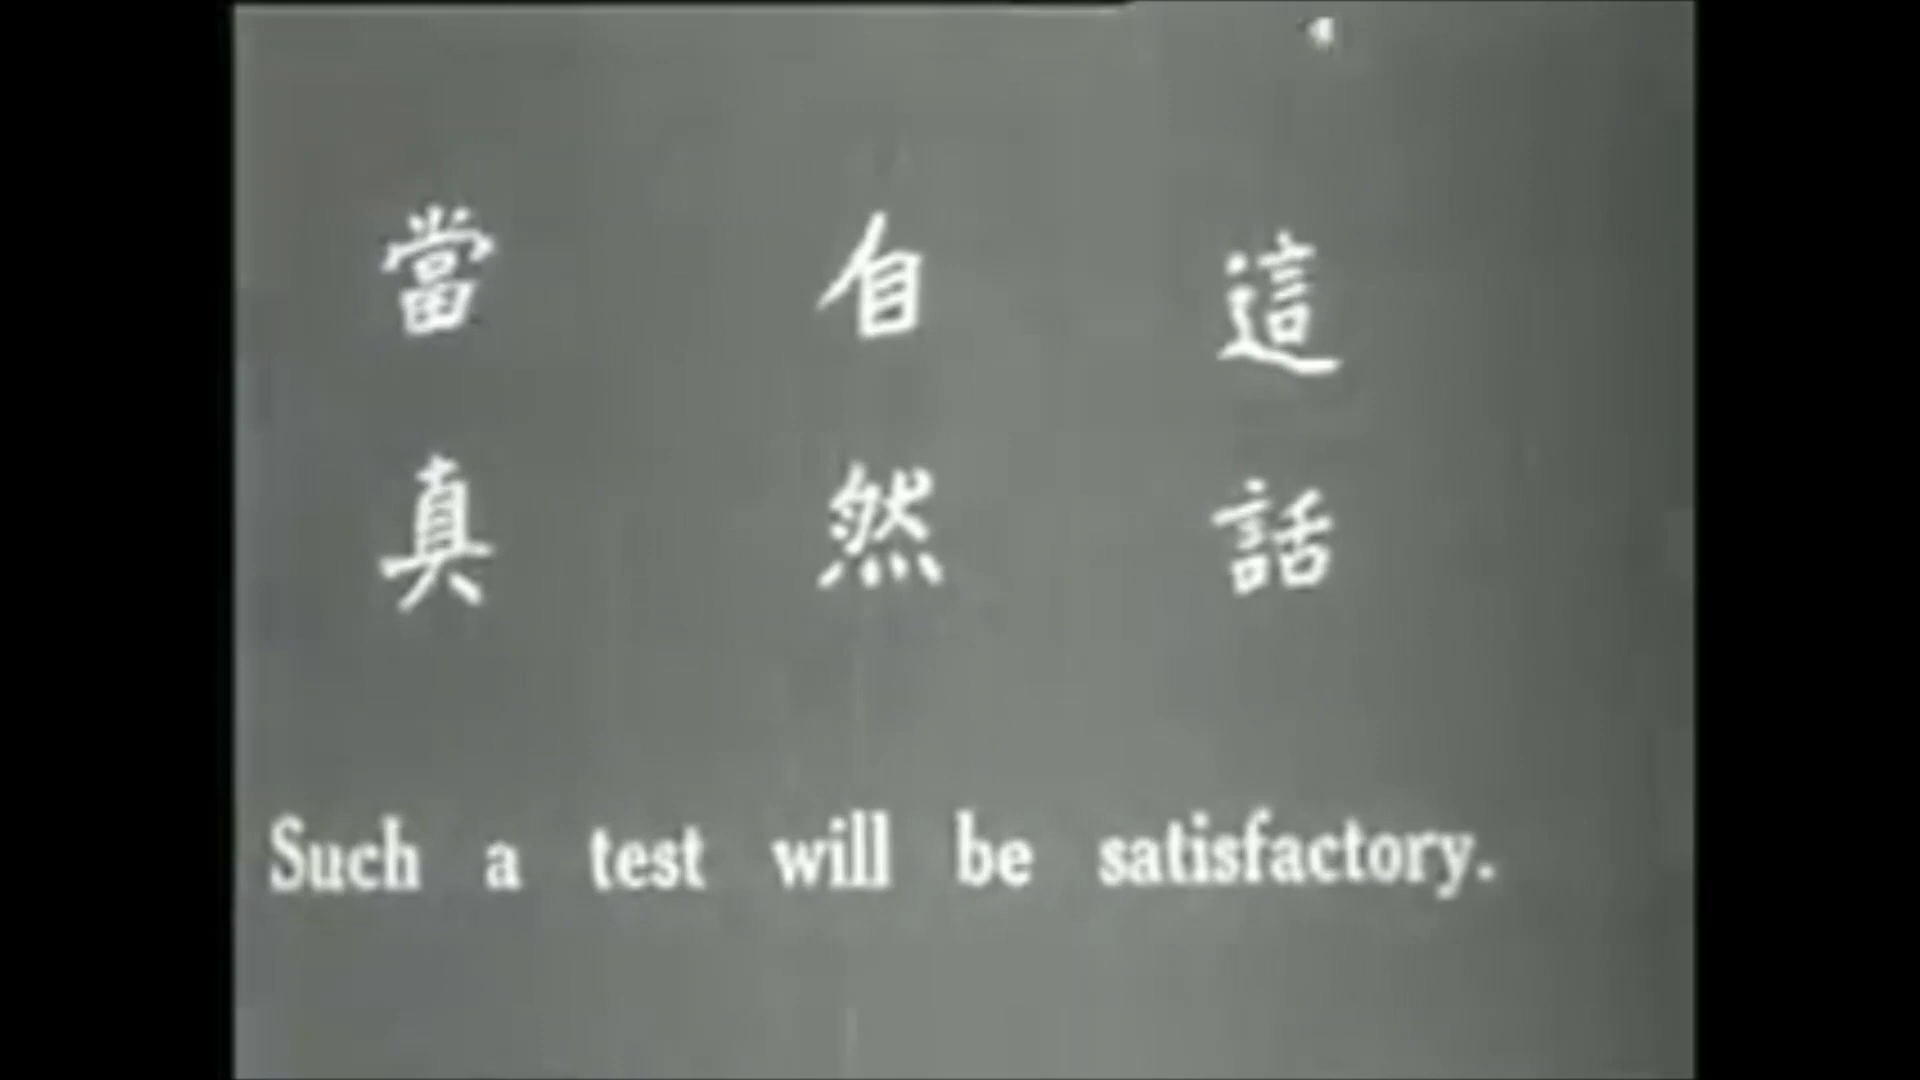 這話
自然
當真
Such a test will be satisfactory.